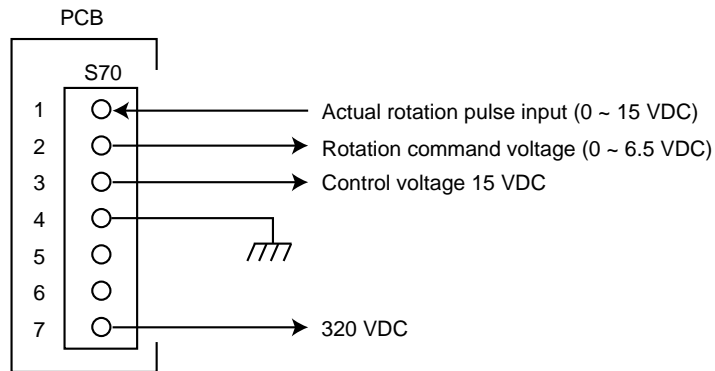 PCB
S70
1 Actual rotation pulse input (0 ~ 15 VDC)
2 Rotation command voltage (0 ~ 6.5 VDC)
3 Control voltage 15 VDC
4
5
6
7 320 VDC